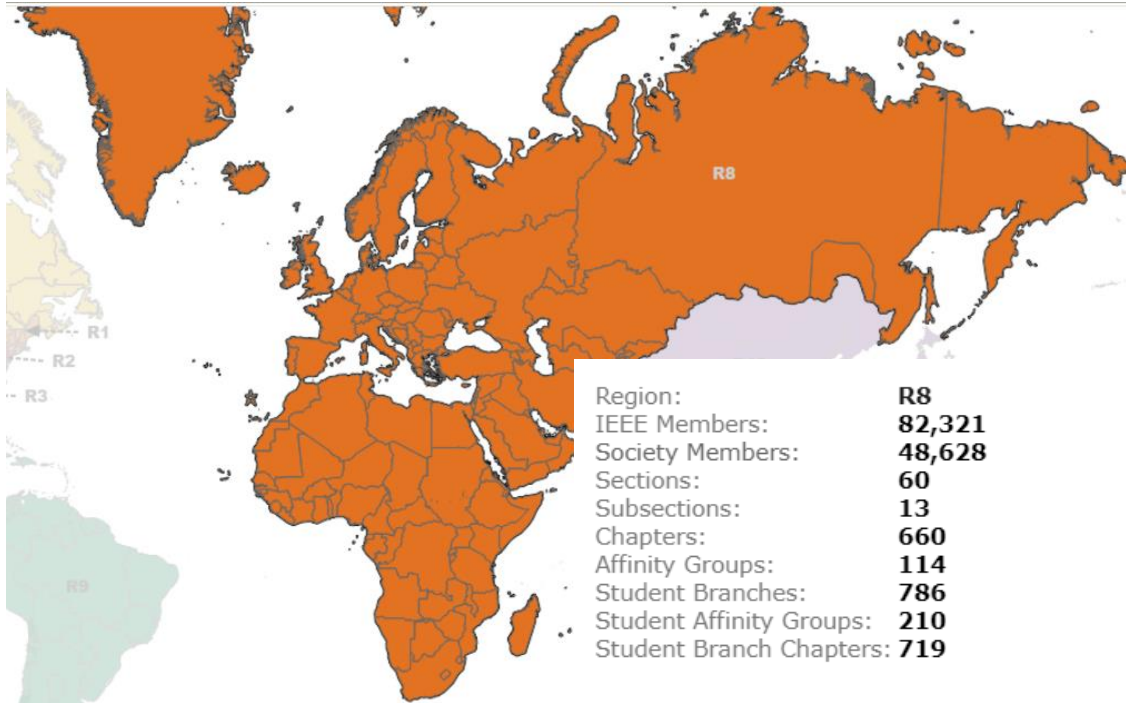 R8
R1
R2
R3
R9
Region: R8
IEEE Members: 82,321
Society Members: 48,628
Sections: 60
Subsections: 13
Chapters: 660
Affinity Groups: 114
Student Branches: 786
Student Affinity Groups: 210
Student Branch Chapters: 719